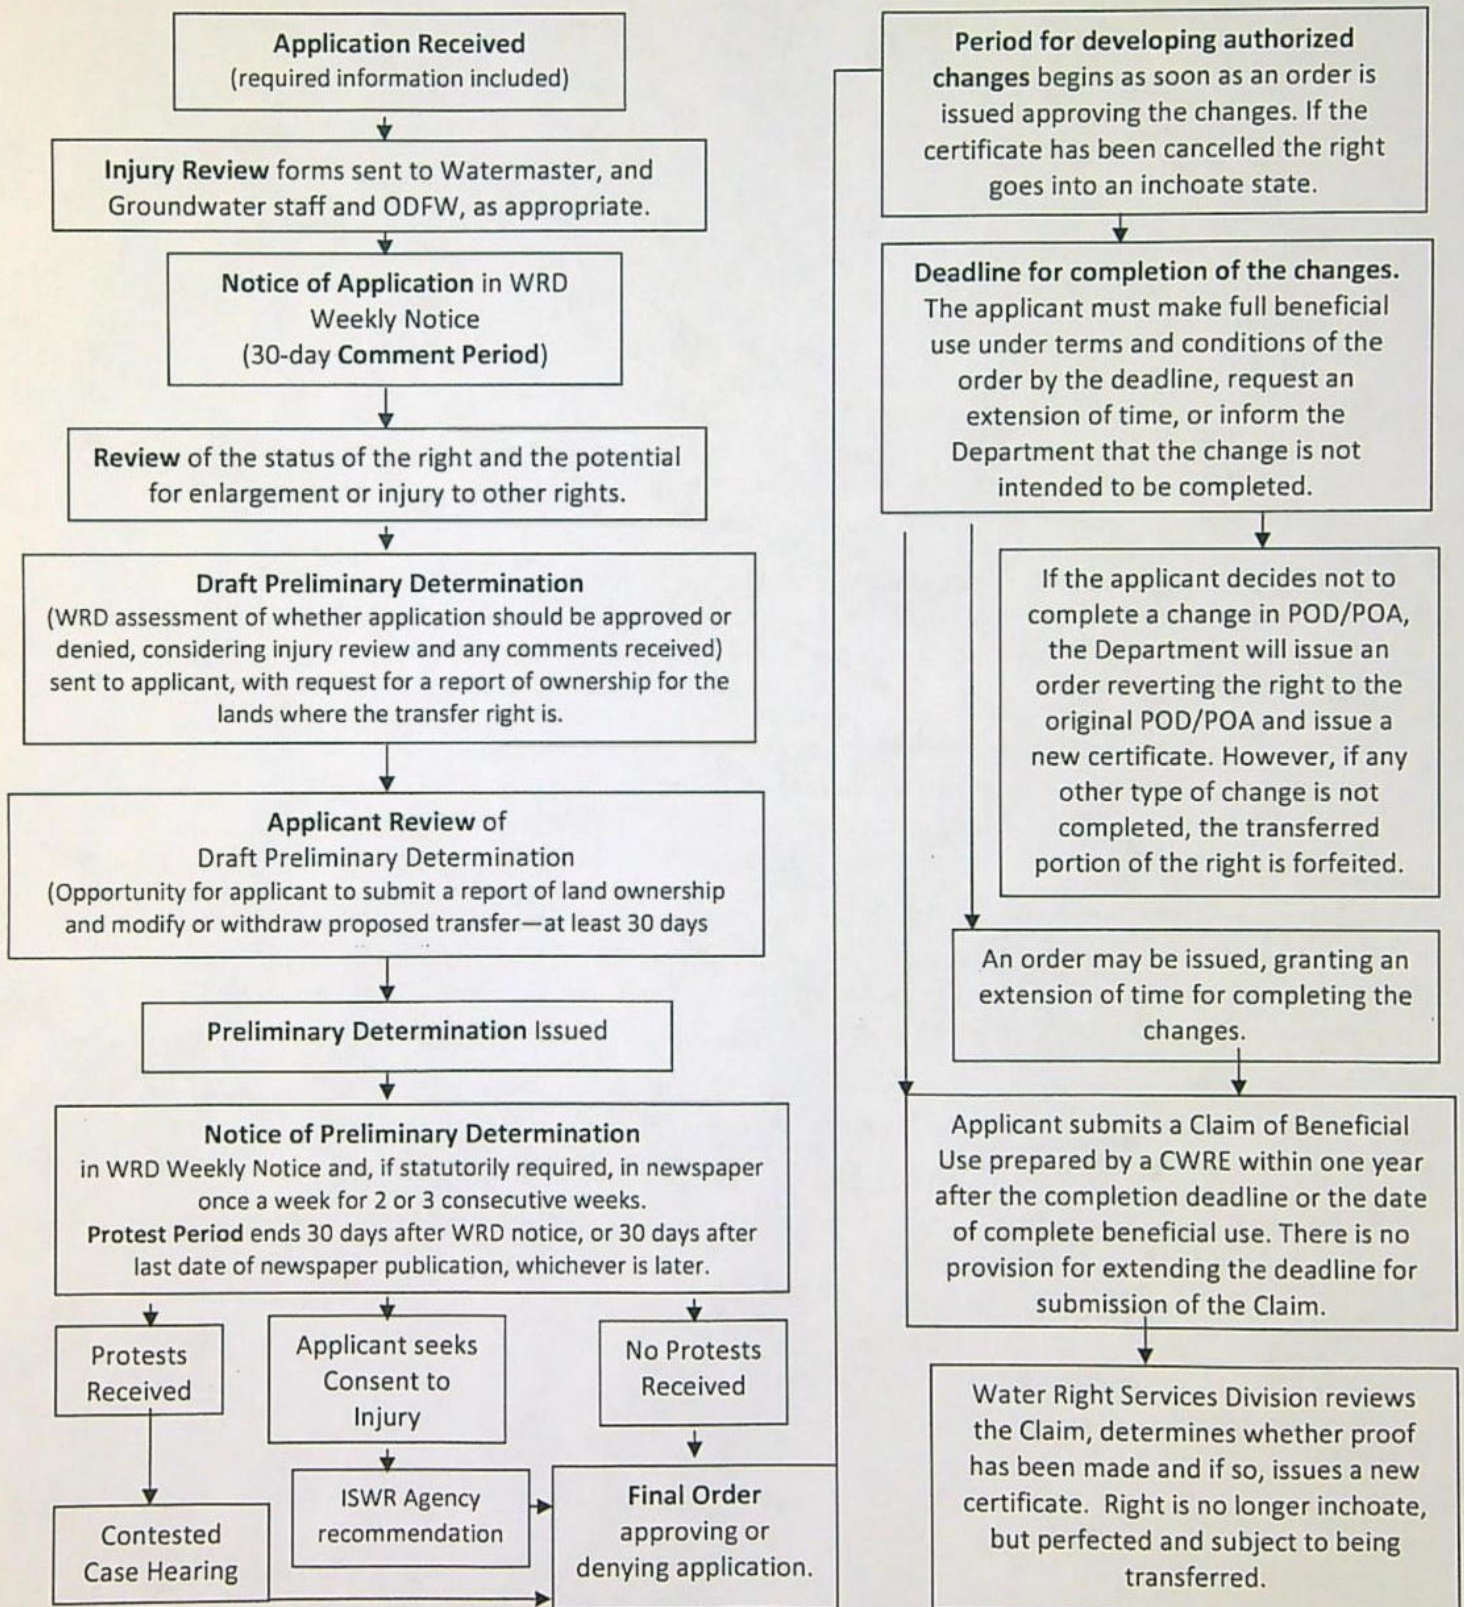 Application Received
(required information included)
Injury Review forms sent to Watermaster, and
Groundwater staff and ODFW, as appropriate.
Notice of Application in WRD
Weekly Notice
(30-day Comment Period)
Review of the status of the right and the potential
for enlargement or injury to other rights.
Draft Preliminary Determination
(WRD assessment of whether application should be approved or
denied, considering injury review and any comments received)
sent to applicant, with request for a report of ownership for the
lands where the transfer right is.
Applicant Review of
Draft Preliminary Determination
(Opportunity for applicant to submit a report of land ownership
and modify or withdraw proposed transfer—at least 30 days
Preliminary Determination Issued
Notice of Preliminary Determination
in WRD Weekly Notice and, if statutorily required, in newspaper
once a week for 2 or 3 consecutive weeks.
Protest Period ends 30 days after WRD notice, or 30 days after
last date of newspaper publication, whichever is later.
Protests
Received
Applicant seeks
Consent to
Injury
No Protests
Received
Contested
Case Hearing
ISWR Agency
recommendation
Final Order
approving or
denying application.
Period for developing authorized
changes begins as soon as an order is
issued approving the changes. If the
certificate has been cancelled the right
goes into an inchoate state.
Deadline for completion of the changes.
The applicant must make full beneficial
use under terms and conditions of the
order by the deadline, request an
extension of time, or inform the
Department that the change is not
intended to be completed.
If the applicant decides not to
complete a change in POD/POA,
the Department will issue an
order reverting the right to the
original POD/POA and issue a
new certificate. However, if any
other type of change is not
completed, the transferred
portion of the right is forfeited.
An order may be issued, granting an
extension of time for completing the
changes.
Applicant submits a Claim of Beneficial
Use prepared by a CWRE within one year
after the completion deadline or the date
of complete beneficial use. There is no
provision for extending the deadline for
submission of the Claim.
Water Right Services Division reviews
the Claim, determines whether proof
has been made and if so, issues a new
certificate. Right is no longer inchoate,
but perfected and subject to being
transferred.